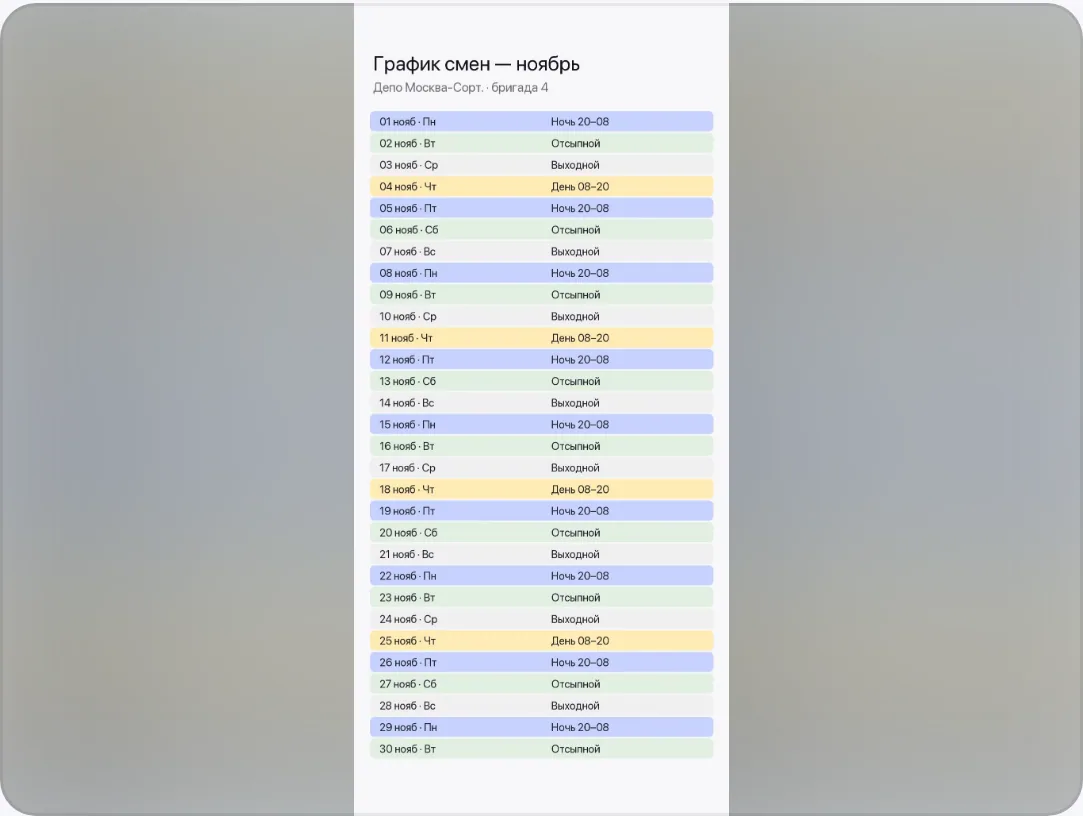 График смен — ноябрь
Депо Москва-Сорт. · бригада 4
01 нояб · Пн Ночь 20–08
02 нояб · Вт Отсыпной
03 нояб · Ср Выходной
04 нояб · Чт День 08–20
05 нояб · Пт Ночь 20–08
06 нояб · Сб Отсыпной
07 нояб · Вс Выходной
08 нояб · Пн Ночь 20–08
09 нояб · Вт Отсыпной
10 нояб · Ср Выходной
11 нояб · Чт День 08–20
12 нояб · Пт Ночь 20–08
13 нояб · Сб Отсыпной
14 нояб · Вс Выходной
15 нояб · Пн Ночь 20–08
16 нояб · Вт Отсыпной
17 нояб · Ср Выходной
18 нояб · Чт День 08–20
19 нояб · Пт Ночь 20–08
20 нояб · Сб Отсыпной
21 нояб · Вс Выходной
22 нояб · Пн Ночь 20–08
23 нояб · Вт Отсыпной
24 нояб · Ср Выходной
25 нояб · Чт День 08–20
26 нояб · Пт Ночь 20–08
27 нояб · Сб Отсыпной
28 нояб · Вс Выходной
29 нояб · Пн Ночь 20–08
30 нояб · Вт Отсыпной